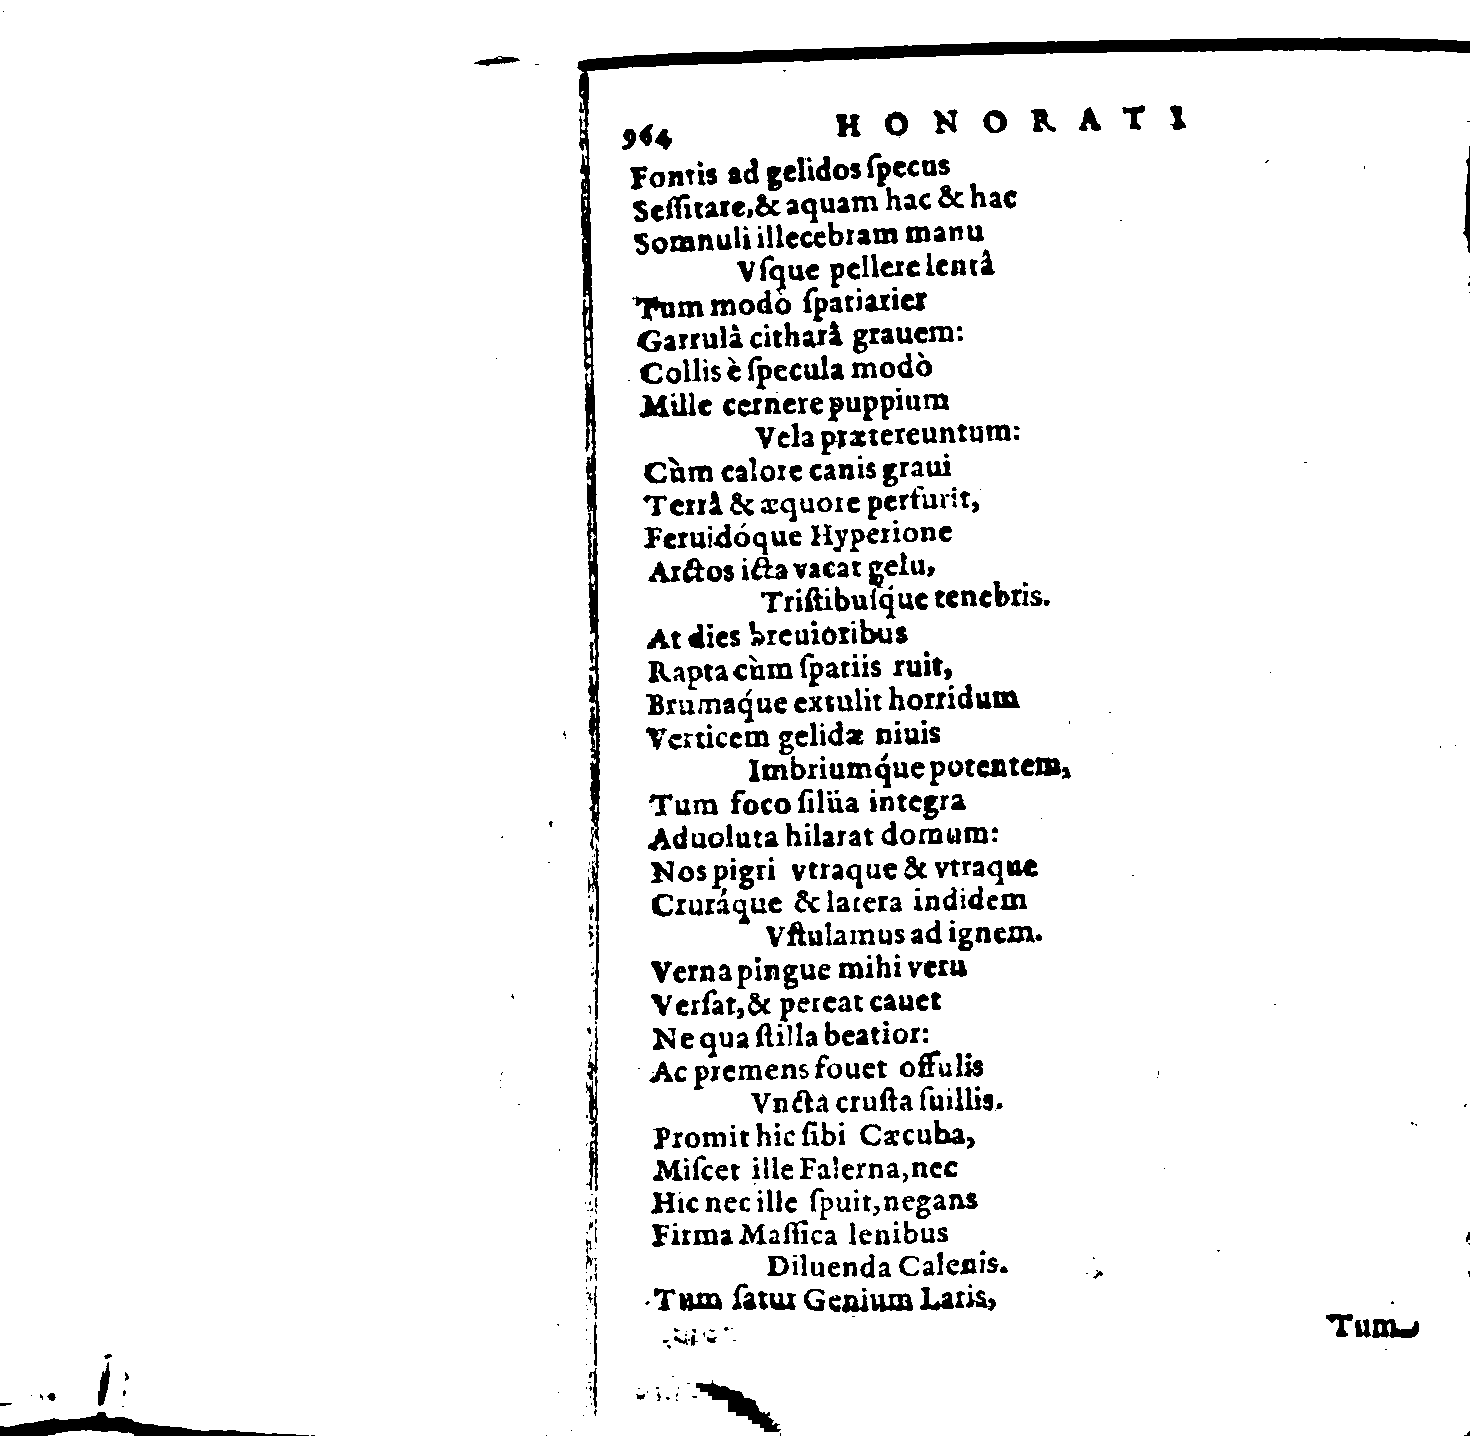 964 HONORATI
Fontis ad gelidos ſpecus
Seſſitare, & aquam hac & hac
Somnuli illecebram manu
Vſque pellere lentâ
Tum modò ſpatiarier
Garrulâ citharâ grauem:
Collis è ſpecula modò
Mille cernere puppium
Vela prætereuntum:
Cùm calore canis graui
Terrâ & æquore perfurit,
Feruidóque Hyperione
Arctos icta vacat gelu,
Triſtibuſq́ue tenebris.
At dies breuioribus
Rapta cùm ſpatiis ruit,
Brumaq́ue extulit horridum
Verticem gelidæ niuis
Imbriumq́ue potentem,
Tum foco ſilüa integra
Aduoluta hilarat domum:
Nos pigri vtraque & vtraque
Cruráque & latera indidem
Vſtulamus ad ignem.
Verna pingue mihi veru
Verſat, & pereat cauet
Ne qua ſtilla beatior:
Ac premens fouet offulis
Vncta cruſta ſuillis.
Promit hic ſibi Cæcuba,
Miſcet ille Falerna, nec
Hic nec ille ſpuit, negans
Firma Maſſica lenibus
Diluenda Calenis.
Tum ſatur Genium Laris,
Tum